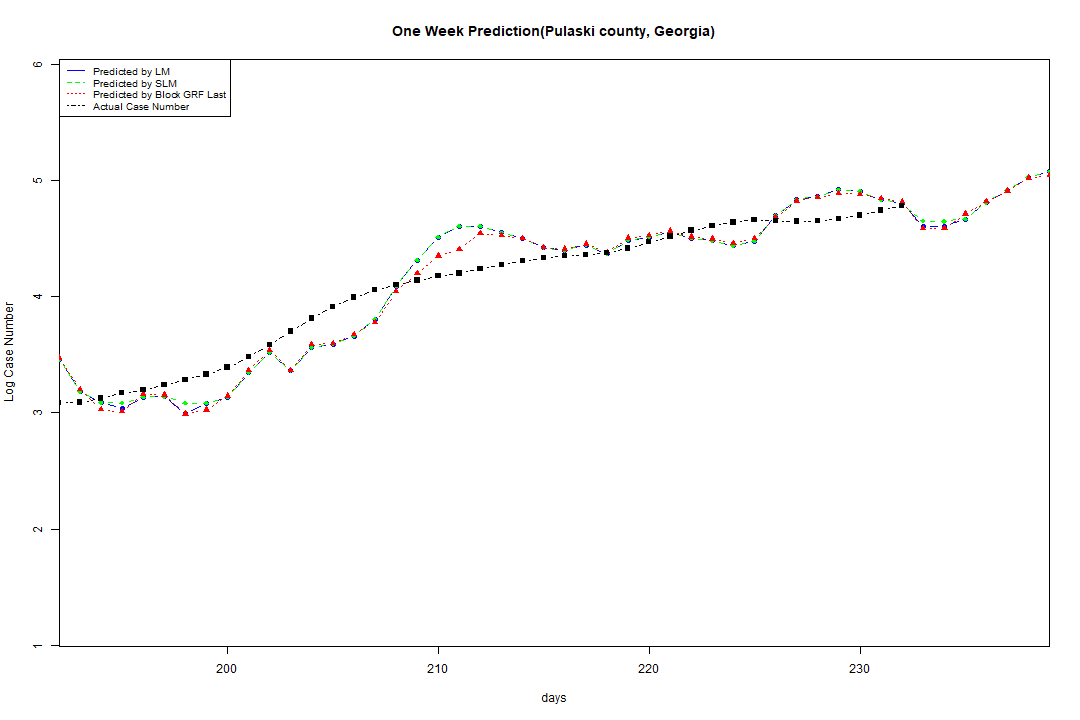 One Week Prediction(Pulaski county, Georgia)
Predicted by LM
Predicted by SLM
Predicted by Block GRF Last
Actual Case Number
6
5
4
3
2
1
Log Case Number
200 210 220 230
days